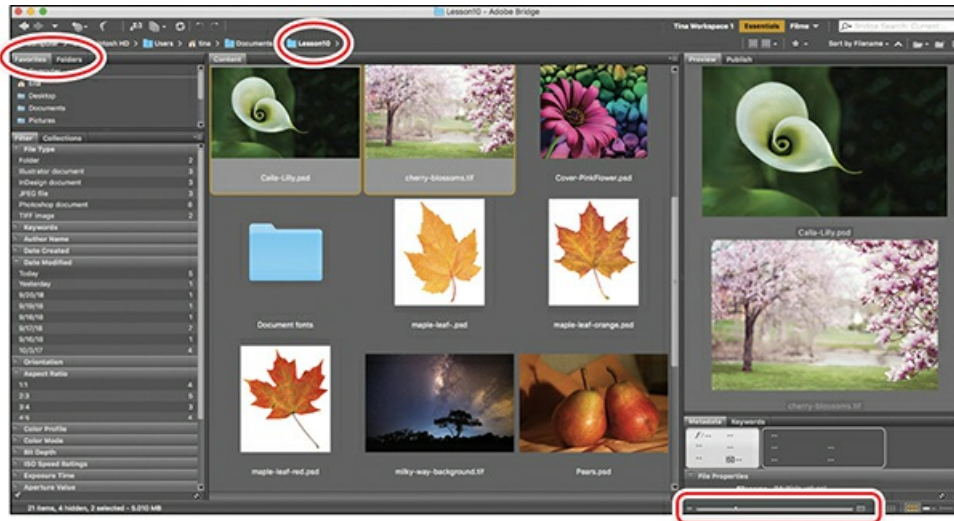 Lesson10 - Adobe Bridge
Tina Workspace 1 Essentials Films
Macintosh HD > Users > tina > Documents > Lesson10 >
Sort by Filename
Favorites Folders
Desktop
Documents
Pictures
Filter Collections
File Type
Folder 2
Illustrator document 3
InDesign document 3
JPEG file 3
Photoshop document 8
TIFF image 2
Keywords
Author Name
Date Created
Date Modified
Today 5
Yesterday 1
9/20/18 1
9/19/18 1
9/18/18 1
9/17/18 7
9/16/18 1
10/3/17 4
Orientation
Aspect Ratio
1:1 4
2:3 5
3:4 3
4:5 4
Color Profile
Color Mode
Bit Depth
ISO Speed Ratings
Exposure Time
Aperture Value
Content
Calla-Lilly.psd cherry-blossoms.tif Cover-PinkFlower.psd
Document fonts maple-leaf-.psd maple-leaf-orange.psd
maple-leaf-red.psd milky-way-background.tif Pears.psd
Preview Publish
Calla-Lilly.psd
cherry-blossoms.tif
Metadata Keywords
File Properties
21 items, 4 hidden, 2 selected - 5.010 MB